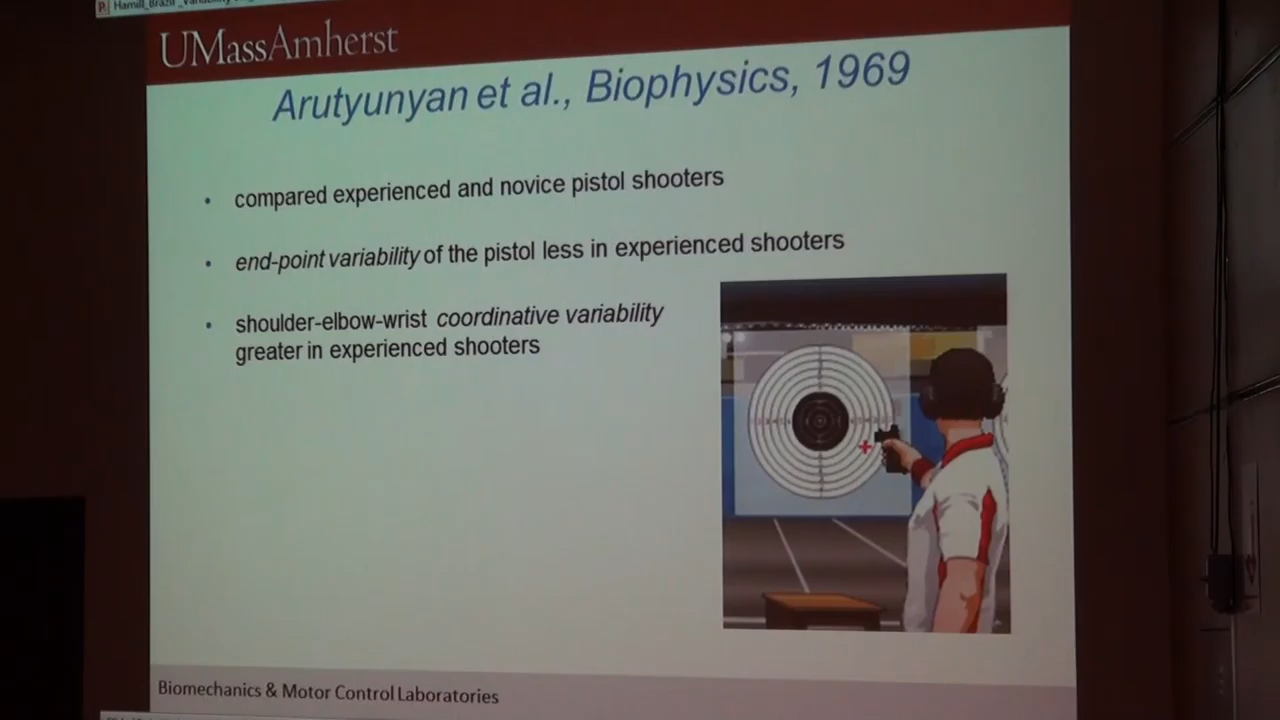 Hamill_Brazil_Variability
UMassAmherst
Arutyunyan et al., Biophysics, 1969
• compared experienced and novice pistol shooters
• end-point variability of the pistol less in experienced shooters
• shoulder-elbow-wrist coordinative variability
greater in experienced shooters
Biomechanics & Motor Control Laboratories